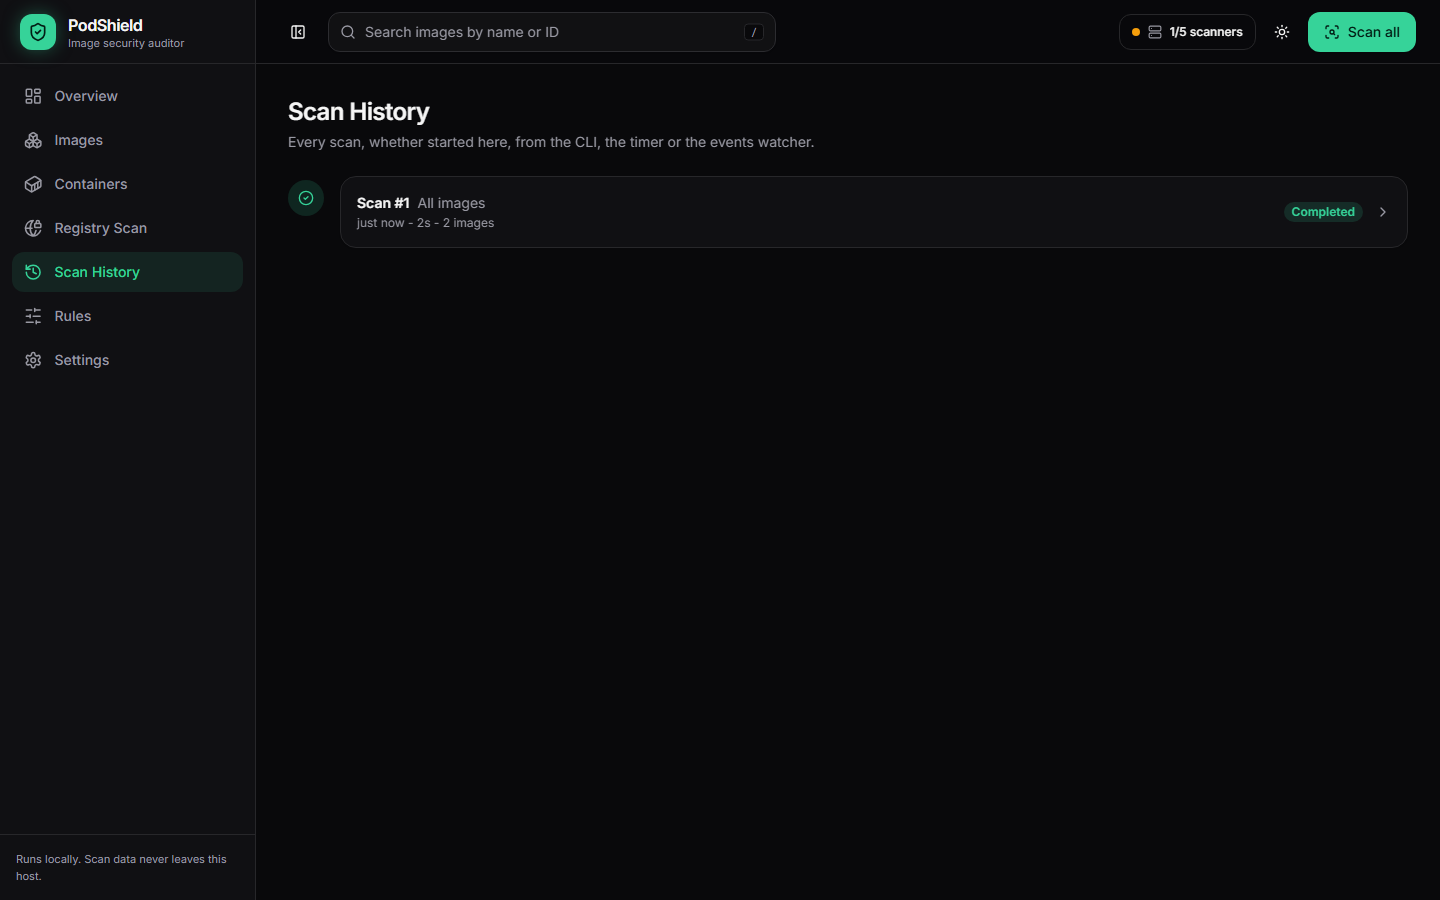 PodShield
Image security auditor
Search images by name or ID
/
1/5 scanners
Scan all
Overview
Images
Containers
Registry Scan
Scan History
Rules
Settings
Scan History
Every scan, whether started here, from the CLI, the timer or the events watcher.
Scan #1 All images
just now - 2s - 2 images
Completed
Runs locally. Scan data never leaves this
host.